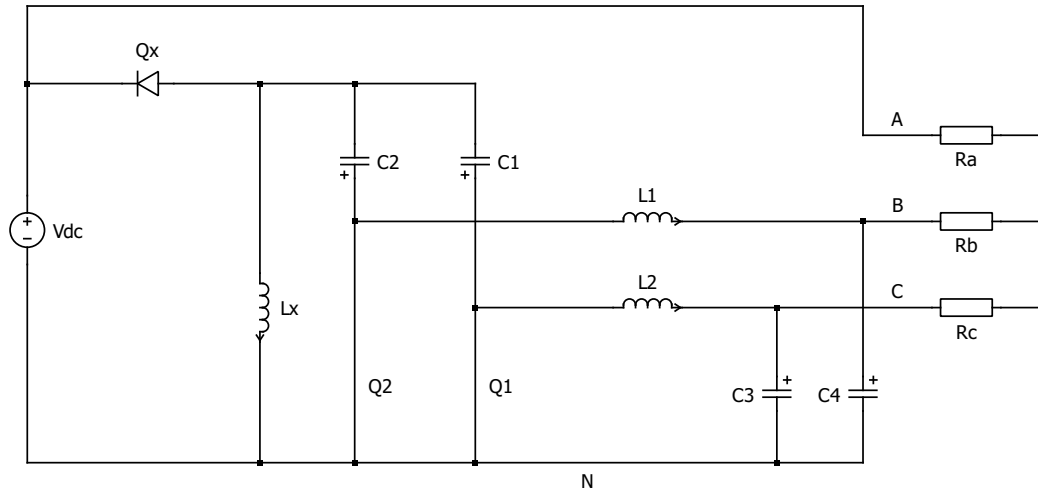 Qx
A
Ra
C2
C1
L1
B
Rb
+
−
Vdc
L2
C
Rc
Lx
Q2
Q1
C3
C4
+
+
+
+
N